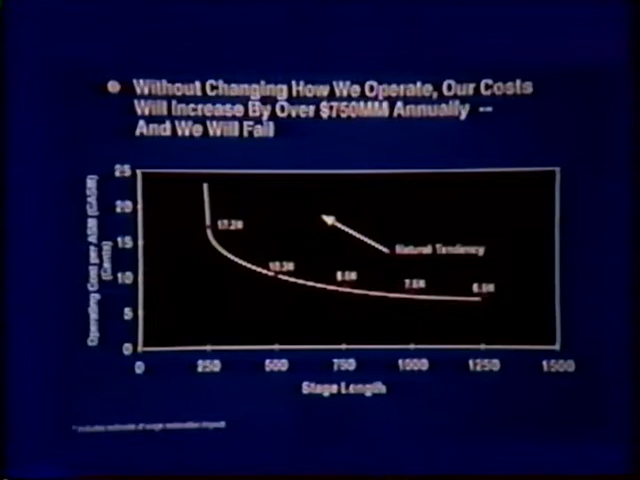 Without Changing How We Operate, Our Costs
Will Increase By Over $750MM Annually --
And We Will Fail
Operating Cost per ASM (CASM)
(Cents)
25
20
15
10
5
0
17.2¢
10.3¢
Natural Tendency
0 250 500 750 1000 1250 1500
Stage Length